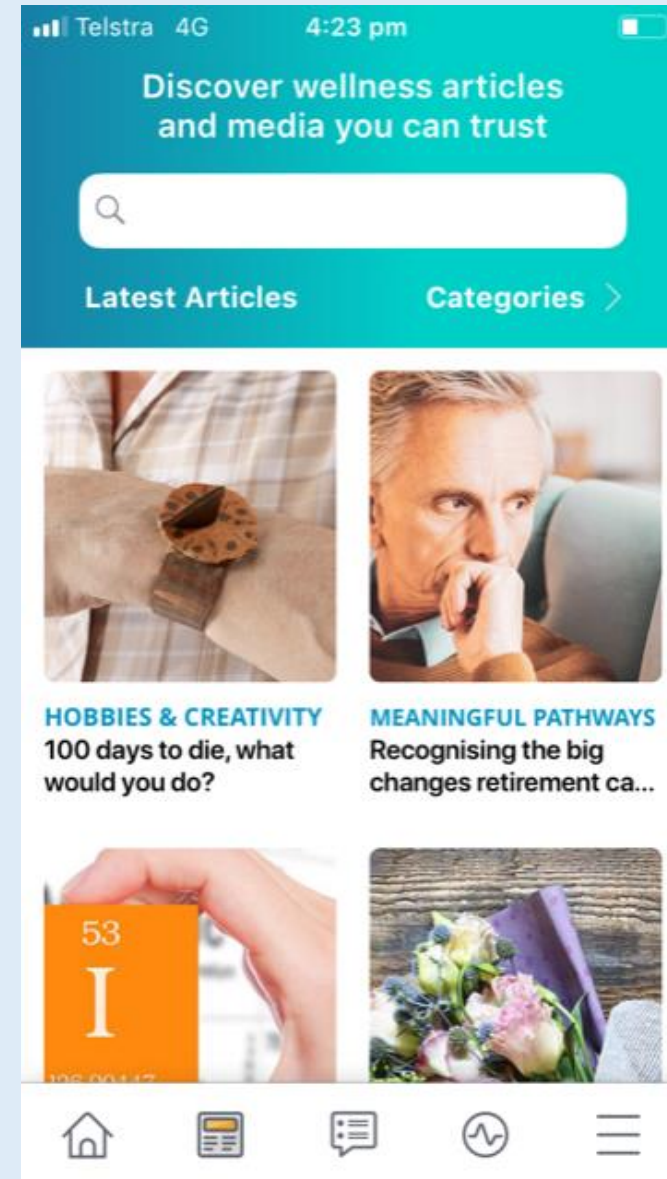 Telstra 4G 4:23 pm
Discover wellness articles
and media you can trust
Latest Articles
Categories
HOBBIES & CREATIVITY
100 days to die, what
would you do?
MEANINGFUL PATHWAYS
Recognising the big
changes retirement ca...
53
I